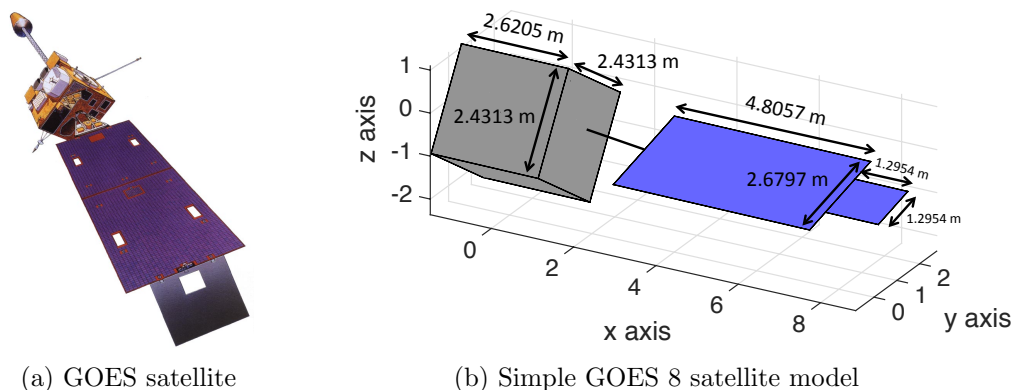 2.6205 m
2.4313 m
2.4313 m
4.8057 m
1.2954 m
2.6797 m
1.2954 m
1
0
-1
-2
z axis
0
2
4
6
8
x axis
0
1
2
y axis
(a) GOES satellite
(b) Simple GOES 8 satellite model